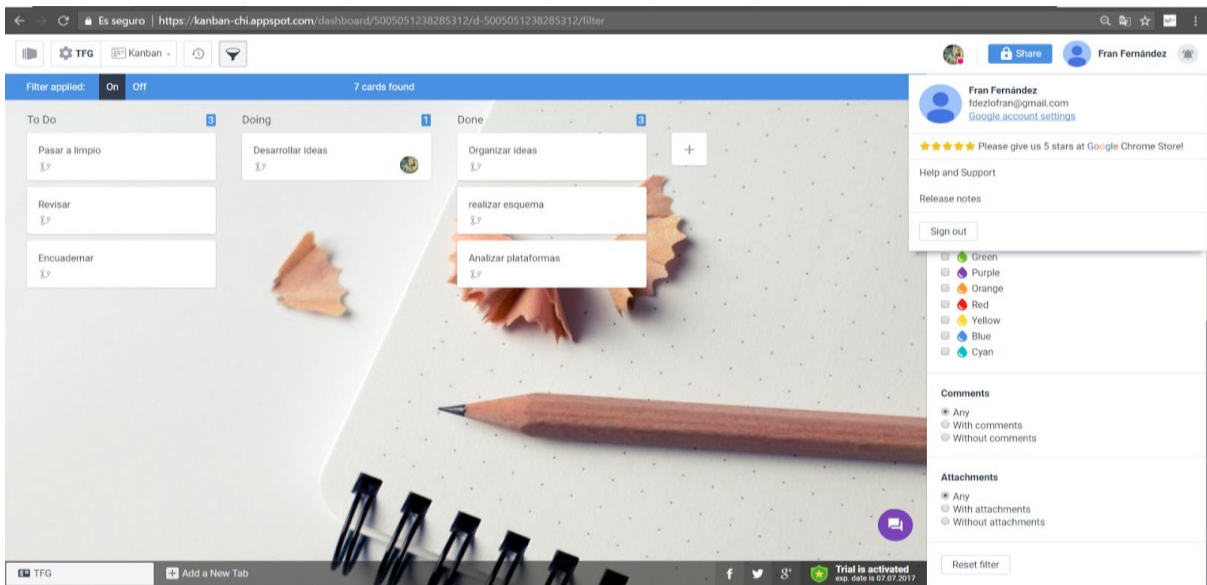 Es seguro | https://kanban-chi.appspot.com/dashboard/5005051238285312/d-5005051238285312/filter
TFG Kanban Share Fran Fernández
Filter applied: On Off 7 cards found
To Do 3
Pasar a limpio
Revisar
Encuadernar
Doing 1
Desarrollar ideas
Done 3
Organizar ideas
realizar esquema
Analizar plataformas
+
Fran Fernández
fdezlofran@gmail.com
Google account settings
Please give us 5 stars at Google Chrome Store!
Help and Support
Release notes
Sign out
Green
Purple
Orange
Red
Yellow
Blue
Cyan
Comments
Any
With comments
Without comments
Attachments
Any
With attachments
Without attachments
Reset filter
TFG + Add a New Tab
Trial is activated
exp. date is 07.07.2017